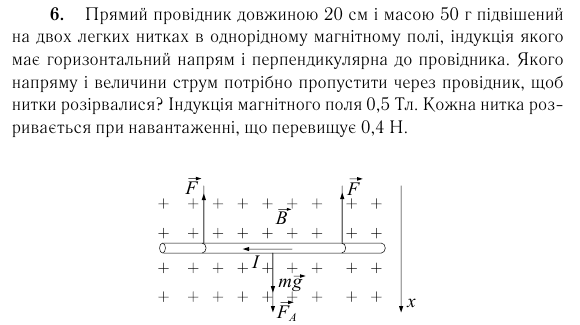 6. Прямий провідник довжиною 20 см і масою 50 г підвішений
на двох легких нитках в однорідному магнітному полі, індукція якого
має горизонтальний напрям і перпендикулярна до провідника. Якого
напряму і величини струм потрібно пропустити через провідник, щоб
нитки розірвалися? Індукція магнітного поля 0,5 Тл. Кожна нитка роз-
ривається при навантаженні, що перевищує 0,4 Н.
F F
B
I
mg
x
F_A